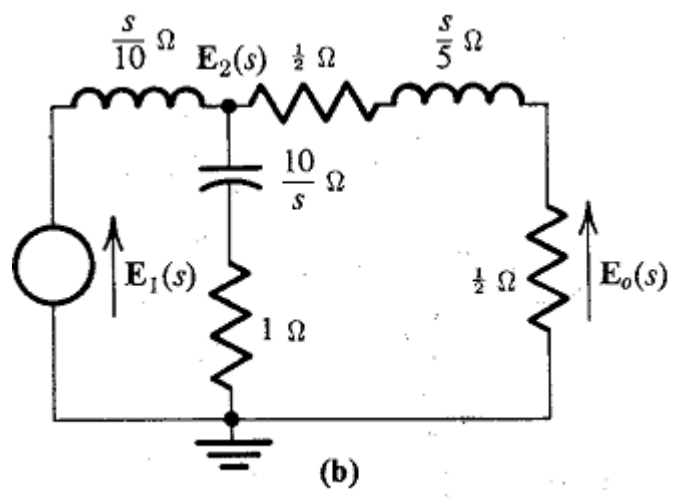 s/10 Ω
E₂(s)
½ Ω
s/5 Ω
10/s Ω
E₁(s)
1 Ω
½ Ω
Eₒ(s)
(b)